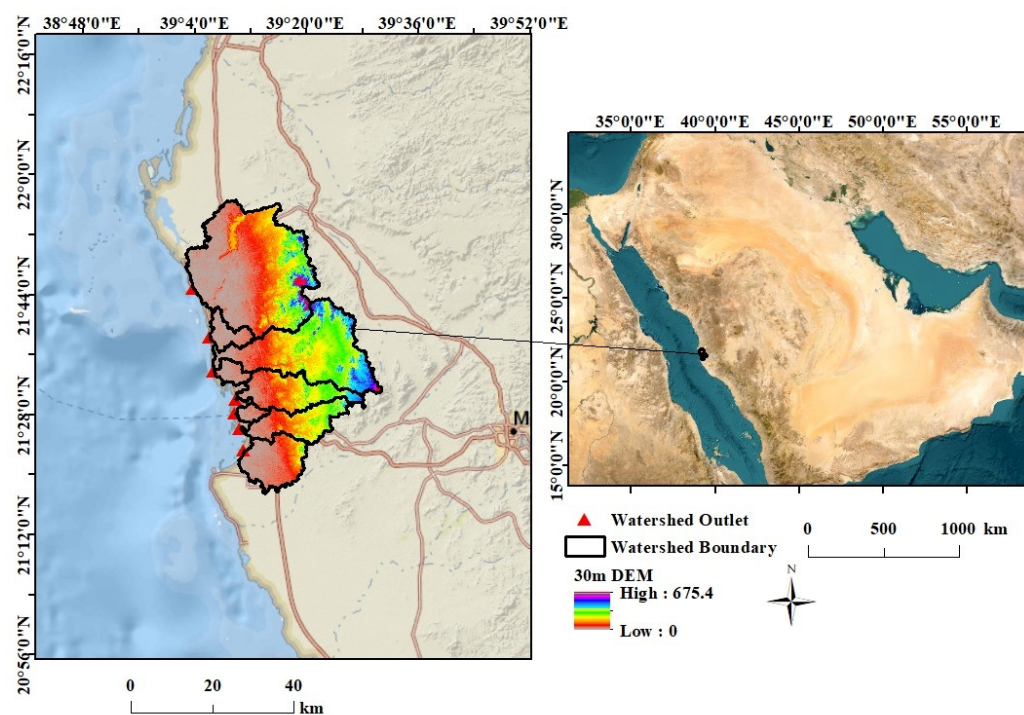 38°48'0"E 39°4'0"E 39°20'0"E 39°36'0"E 39°52'0"E
22°16'0"N
22°0'0"N
21°44'0"N
21°28'0"N
21°12'0"N
20°56'0"N
M
0 20 40
km
35°0'0"E 40°0'0"E 45°0'0"E 50°0'0"E 55°0'0"E
30°0'0"N
25°0'0"N
20°0'0"N
15°0'0"N
Watershed Outlet
Watershed Boundary
30m DEM
High : 675.4
Low : 0
0 500 1000 km
N